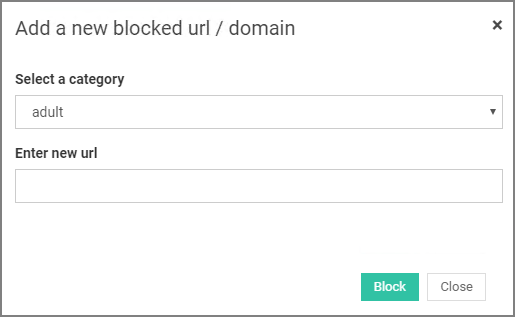 Add a new blocked url / domain
×
Select a category
adult
Enter new url
Block Close